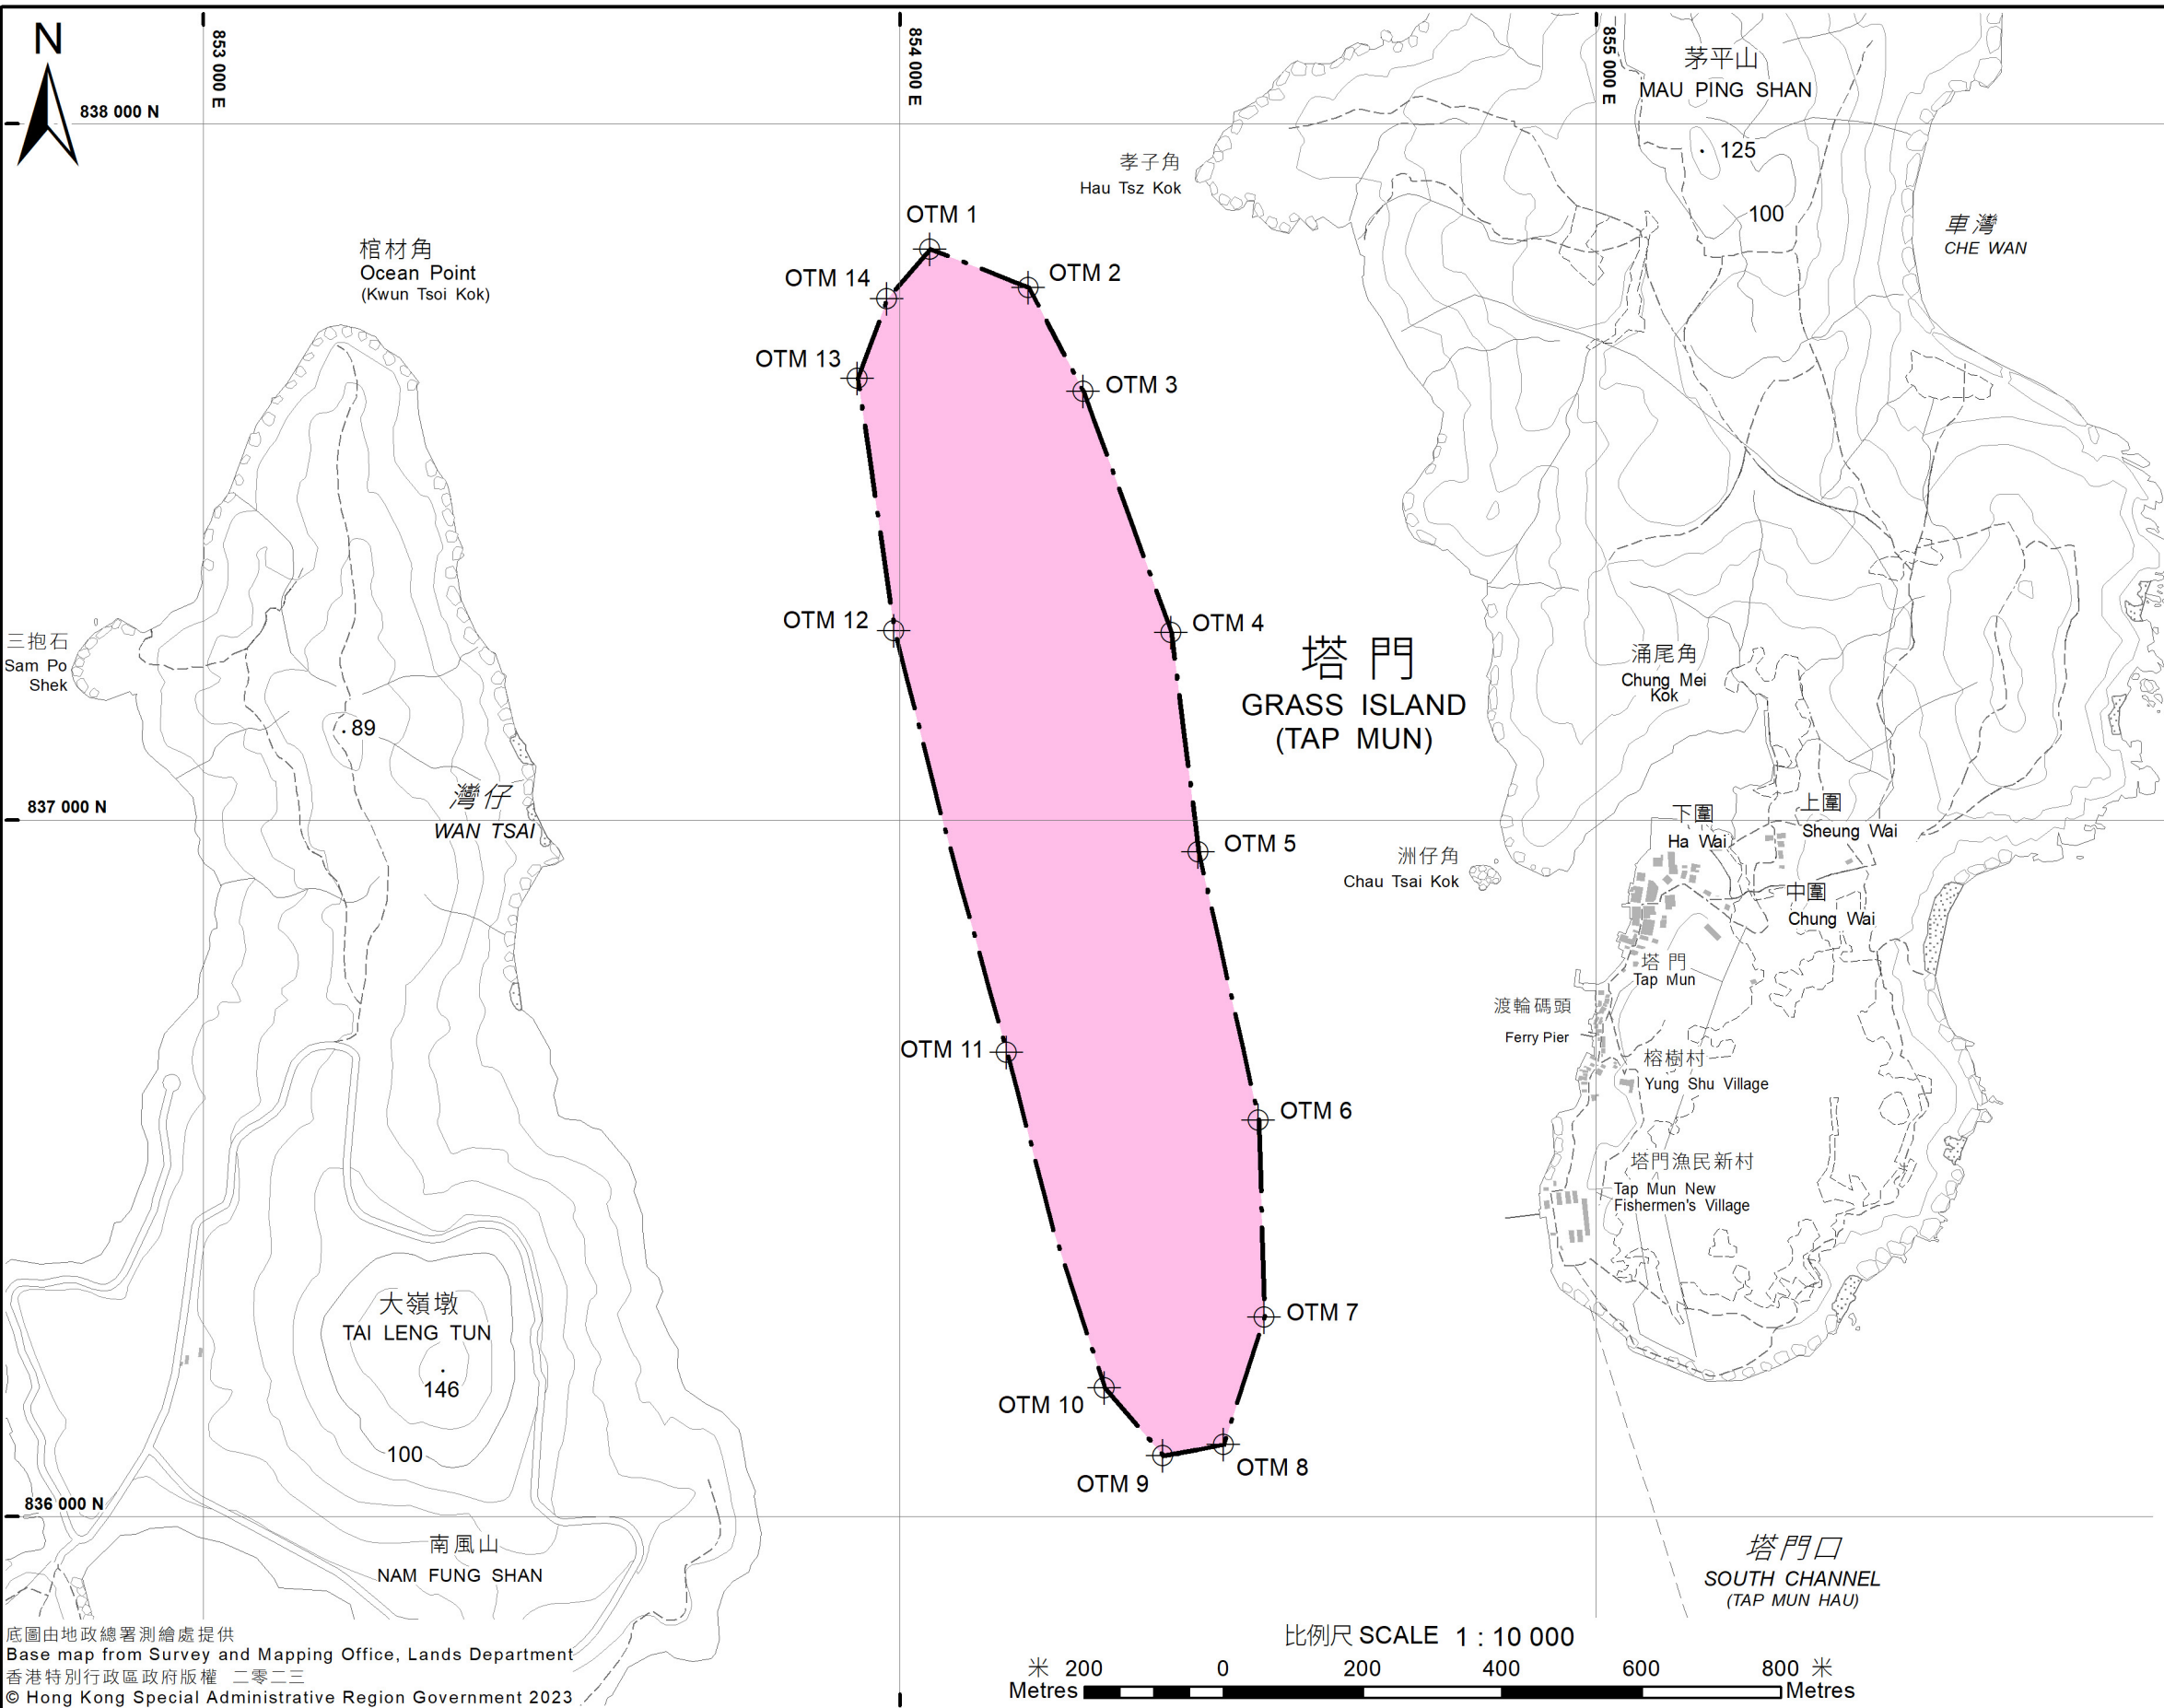 N
853 000 E
854 000 E
855 000 E
838 000 N
茅平山
MAU PING SHAN
125
100
孝子角
Hau Tsz Kok
車灣
CHE WAN
棺材角
Ocean Point
(Kwun Tsoi Kok)
OTM 1
OTM 2
OTM 14
OTM 13
OTM 3
OTM 12
OTM 4
三抱石
Sam Po
Shek
塔門
GRASS ISLAND
(TAP MUN)
涌尾角
Chung Mei
Kok
89
灣仔
WAN TSAI
837 000 N
下圍
Ha Wai
上圍
Sheung Wai
OTM 5
洲仔角
Chau Tsai Kok
中圍
Chung Wai
塔門
Tap Mun
渡輪碼頭
Ferry Pier
OTM 11
榕樹村
Yung Shu Village
OTM 6
塔門漁民新村
Tap Mun New
Fishermen's Village
大嶺墩
TAI LENG TUN
146
100
OTM 7
OTM 10
OTM 9
OTM 8
836 000 N
南風山
NAM FUNG SHAN
塔門口
SOUTH CHANNEL
(TAP MUN HAU)
底圖由地政總署測繪處提供
Base map from Survey and Mapping Office, Lands Department
香港特別行政區政府版權 二零二三
© Hong Kong Special Administrative Region Government 2023
比例尺 SCALE 1 : 10 000
米 200 0 200 400 600 800 米
Metres Metres